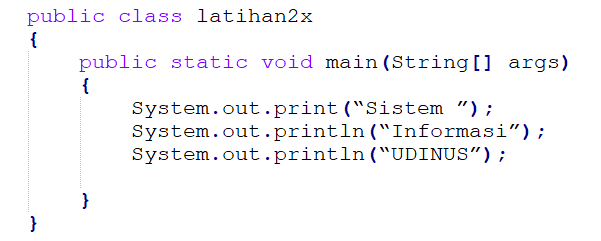 public class latihan2x
{
    public static void main(String[] args)
    {
        System.out.print(“Sistem ”);
        System.out.println(“Informasi”);
        System.out.println(“UDINUS”);
    }
}